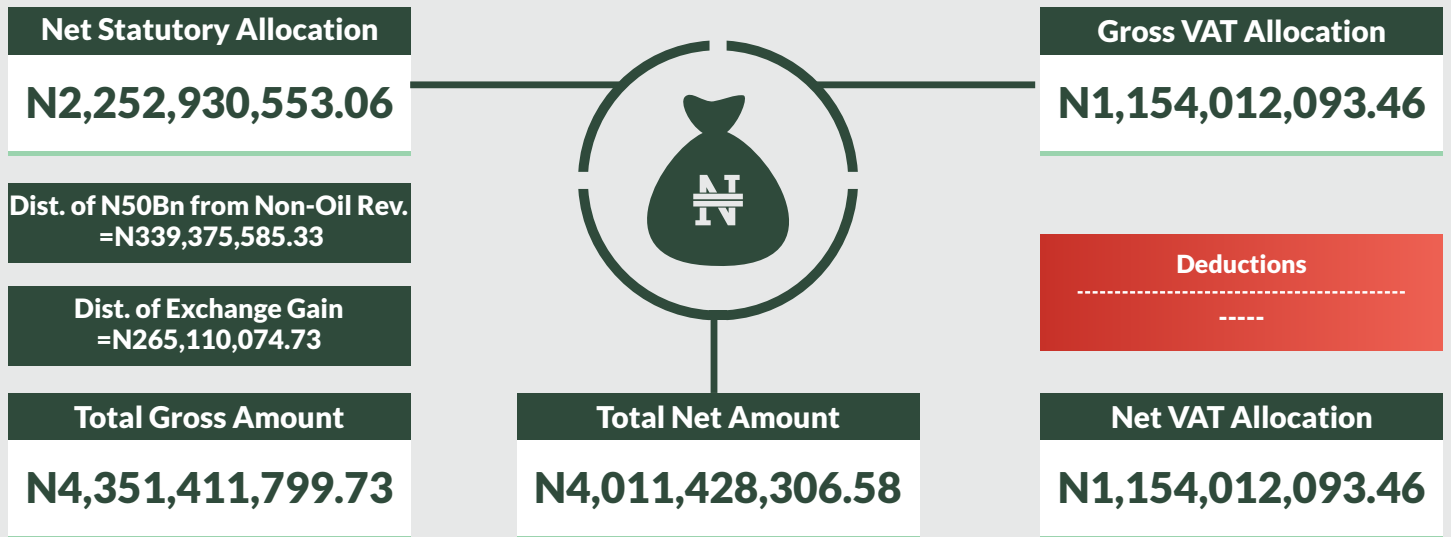 Net Statutory Allocation
N2,252,930,553.06
Dist. of N50Bn from Non-Oil Rev.
=N339,375,585.33
Dist. of Exchange Gain
=N265,110,074.73
Total Gross Amount
N4,351,411,799.73
₦
Total Net Amount
N4,011,428,306.58
Gross VAT Allocation
N1,154,012,093.46
Deductions
--------------------------------------------
-----
Net VAT Allocation
N1,154,012,093.46